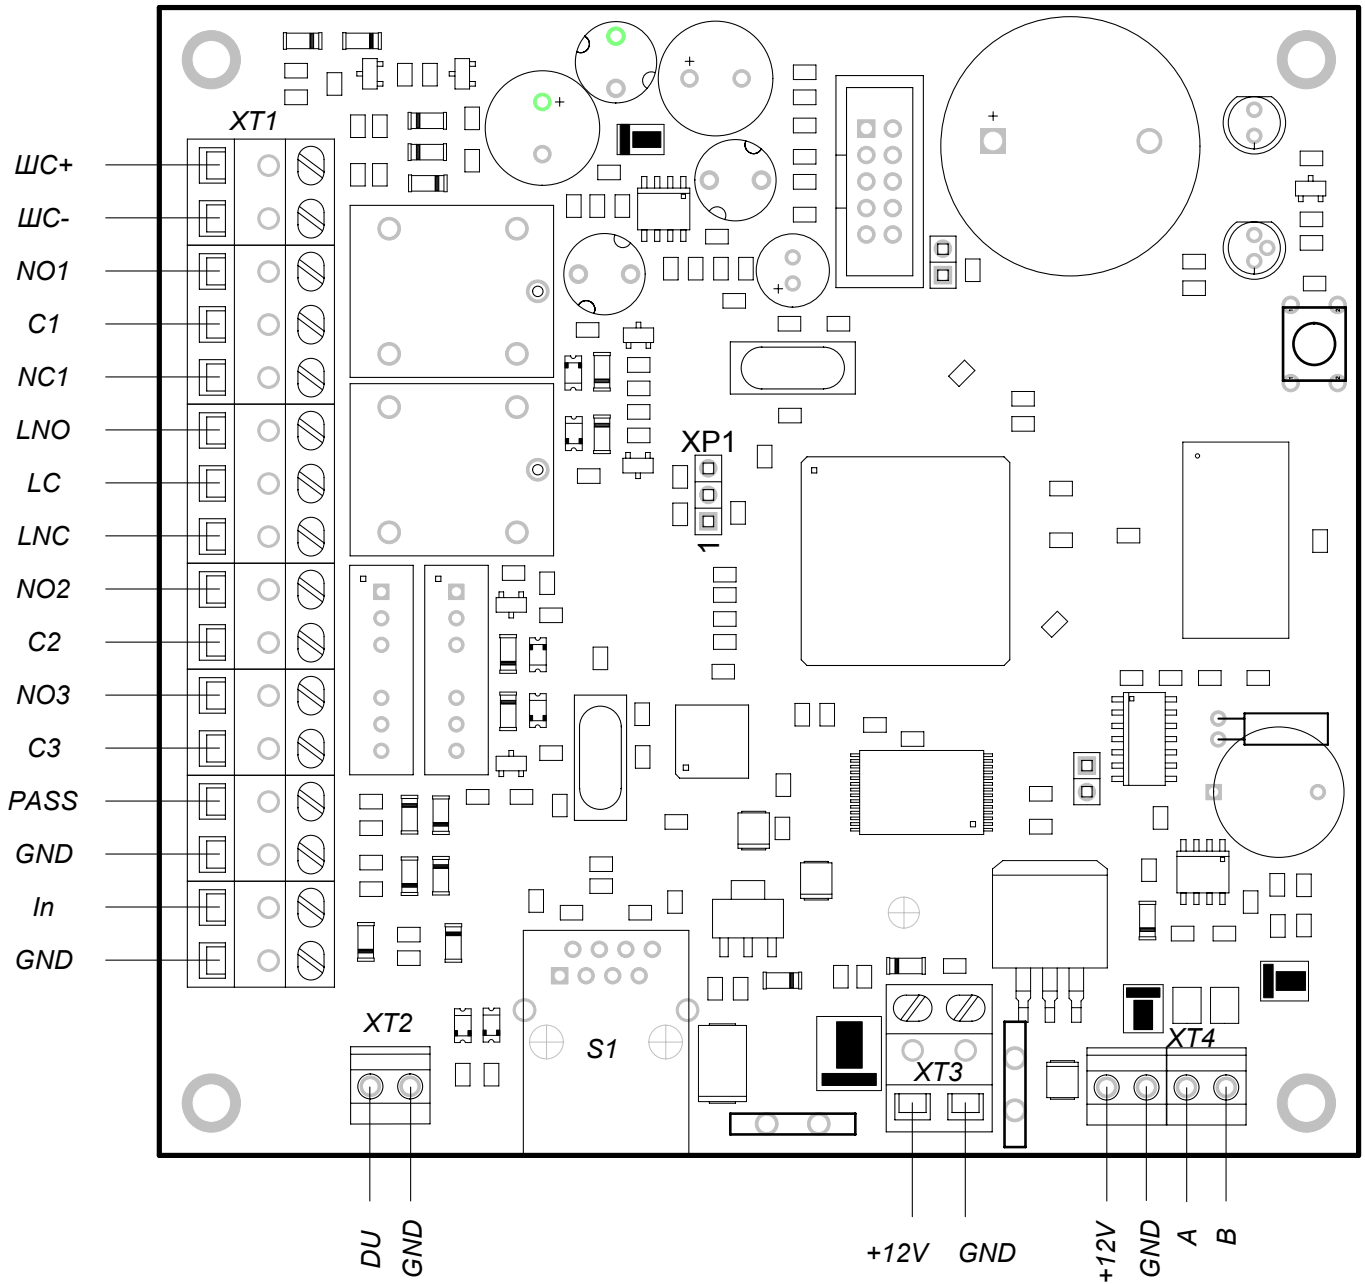 XT1
ШС+
ШС-
NO1
C1
NC1
LNO
LC
LNC
NO2
C2
NO3
C3
PASS
GND
In
GND
XP1
1
XT2
S1
XT3
XT4
DU
GND
+12V
GND
+12V
GND
A
B